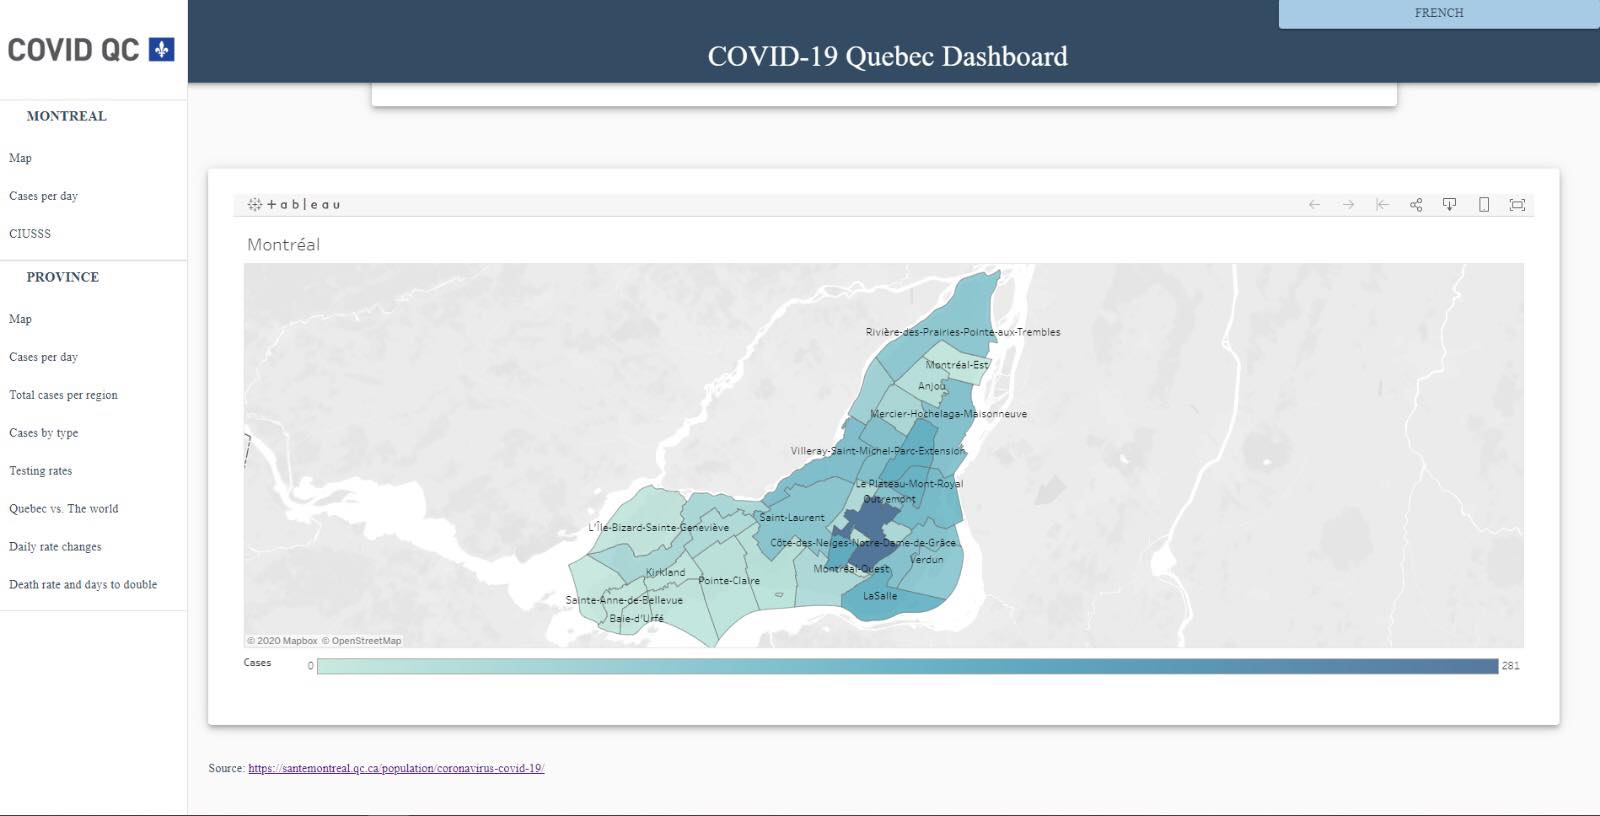 FRENCH
COVID QC
COVID-19 Quebec Dashboard
MONTREAL
Map
Cases per day
CIUSSS
PROVINCE
Map
Cases per day
Total cases per region
Cases by type
Testing rates
Quebec vs. The world
Daily rate changes
Death rate and days to double
+ableau
Montréal
Rivière-des-Prairies-Pointe-aux-Trembles
Montréal-Est
Anjou
Mercier-Hochelaga-Maisonneuve
Villeray-Saint-Michel-Parc-Extension
Le Plateau-Mont-Royal
Outremont
Saint-Laurent
L'Île-Bizard-Sainte-Geneviève
Côte-des-Neiges-Notre-Dame-de-Grâce
Verdun
Montréal-Ouest
Kirkland
Pointe-Claire
LaSalle
Sainte-Anne-de-Bellevue
Baie-d'Urfé
© 2020 Mapbox © OpenStreetMap
Cases 0 281
Source: https://santemontreal.qc.ca/population/coronavirus-covid-19/